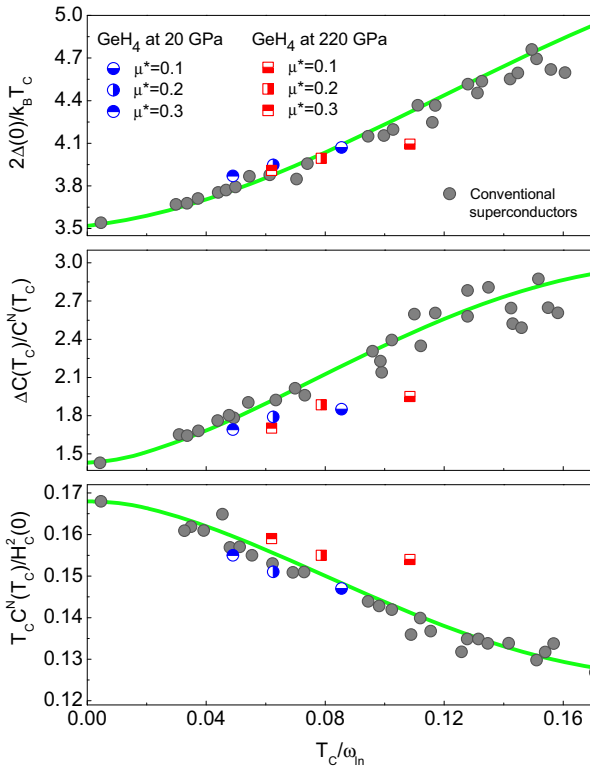 5.0
4.7
4.4
4.1
3.8
3.5
2Δ(0)/k_B T_C
GeH₄ at 20 GPa
μ*=0.1
μ*=0.2
μ*=0.3
GeH₄ at 220 GPa
μ*=0.1
μ*=0.2
μ*=0.3
Conventional
superconductors
3.0
2.7
2.4
2.1
1.8
1.5
ΔC(T_C)/C^N(T_C)
0.17
0.16
0.15
0.14
0.13
0.12
T_C C^N(T_C)/H_C^2(0)
0.00 0.04 0.08 0.12 0.16
T_C/ω_ln